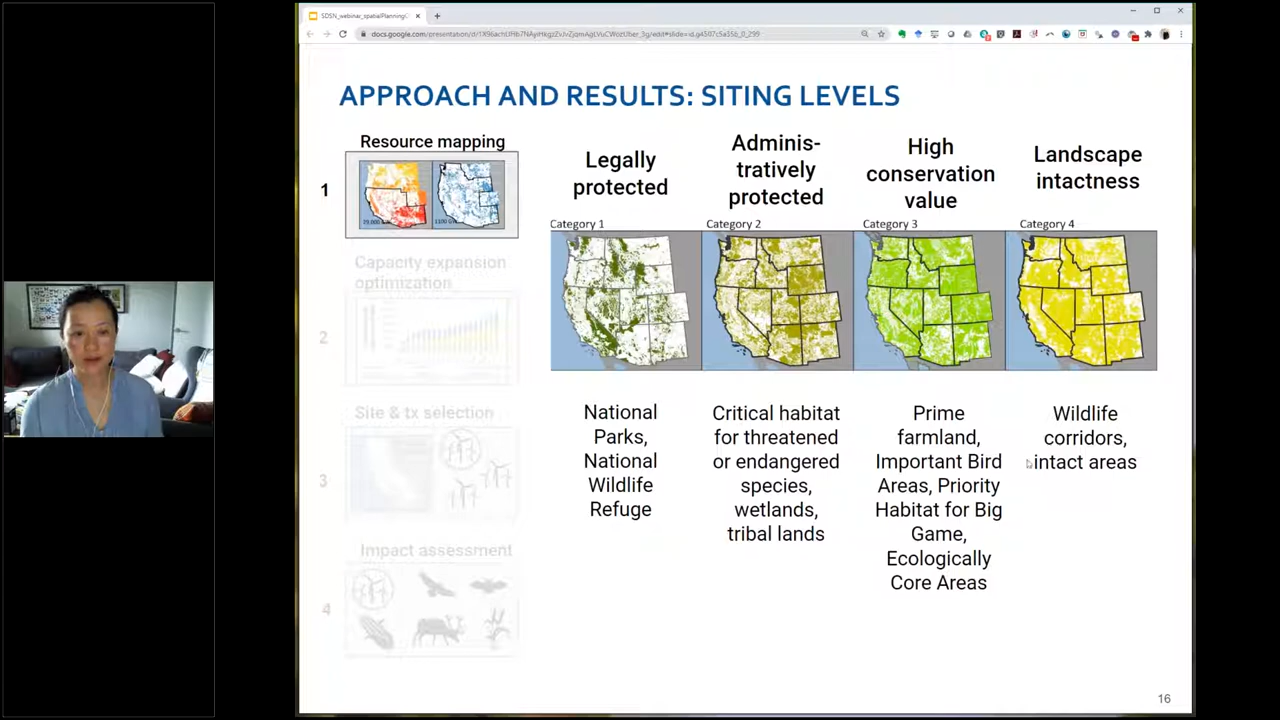 SDSN_webinar_spatialPlanning
APPROACH AND RESULTS: SITING LEVELS
Resource mapping
1
Capacity expansion
optimization
2
Site & tx selection
3
Impact assessment
4
Legally
protected
Adminis-
tratively
protected
High
conservation
value
Landscape
intactness
Category 1
Category 2
Category 3
Category 4
National
Parks,
National
Wildlife
Refuge
Critical habitat
for threatened
or endangered
species,
wetlands,
tribal lands
Prime
farmland,
Important Bird
Areas, Priority
Habitat for Big
Game,
Ecologically
Core Areas
Wildlife
corridors,
intact areas
16